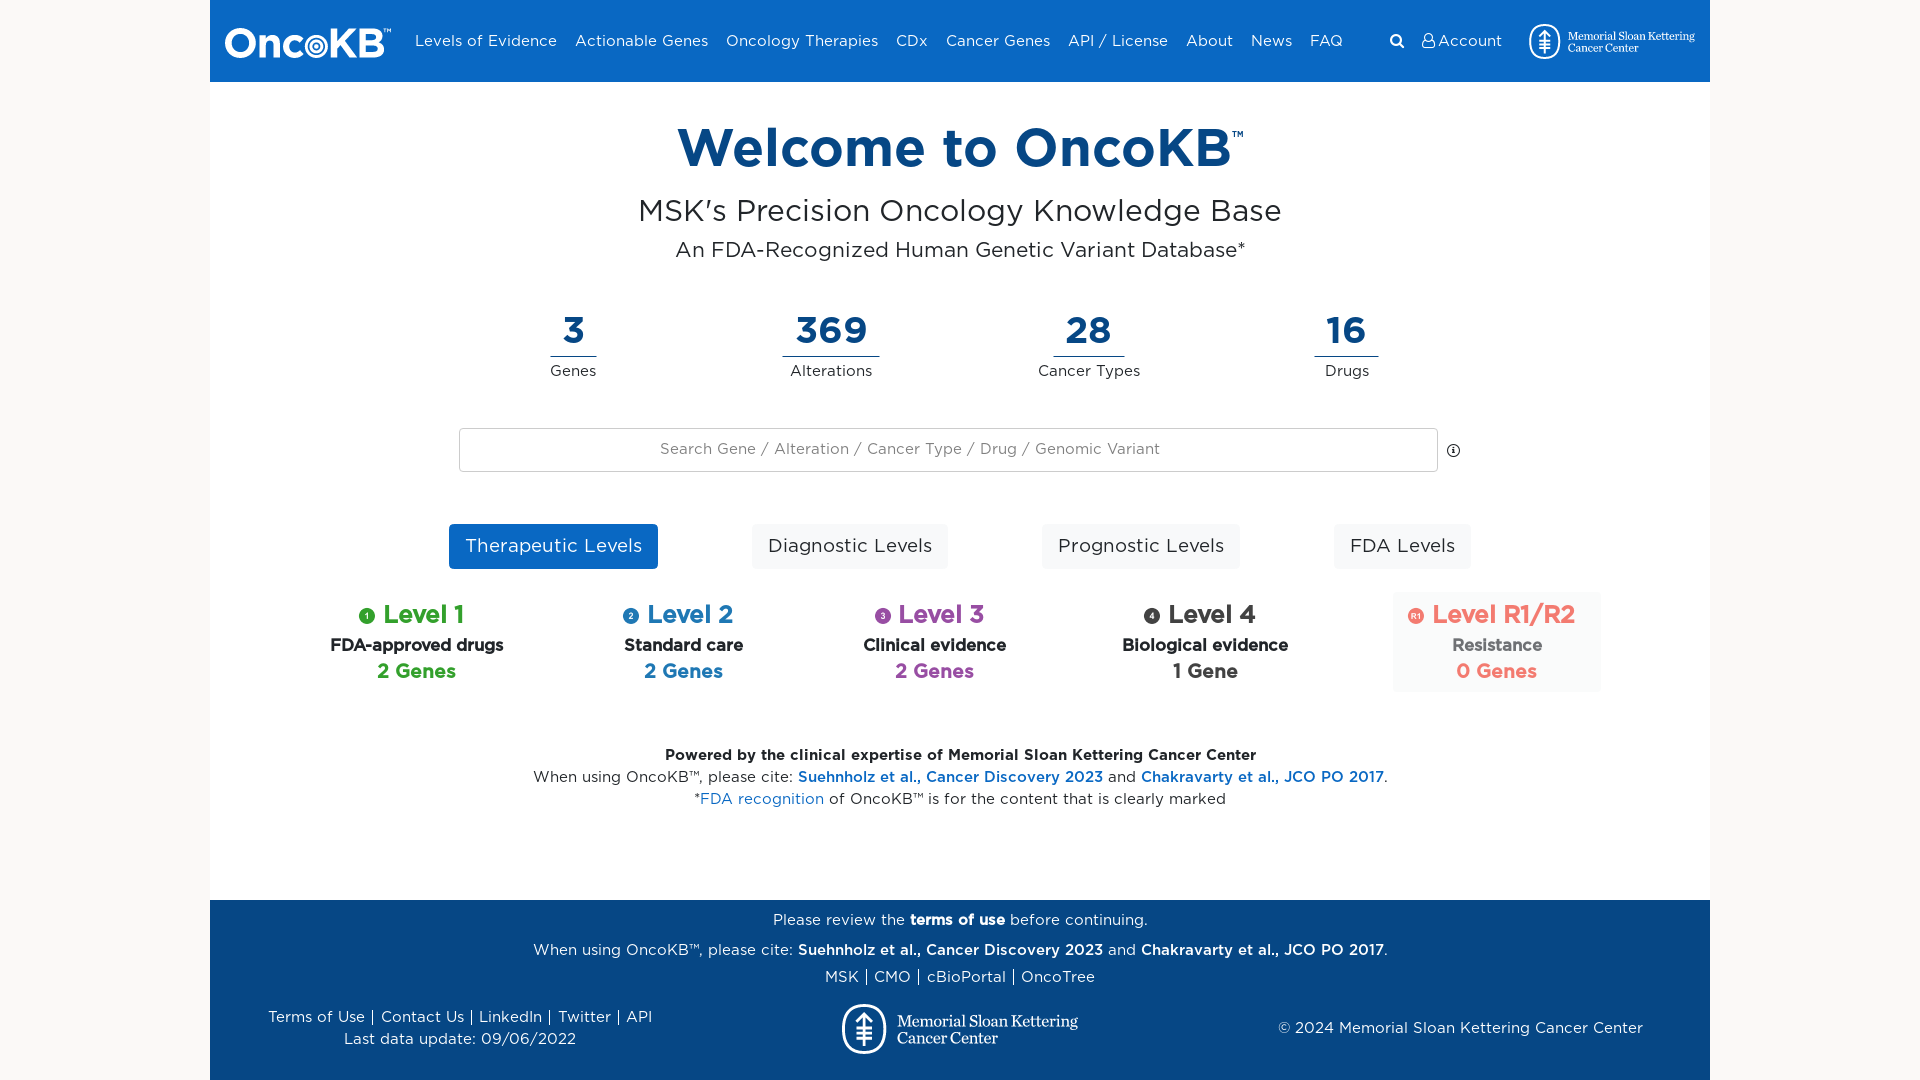 OncoKB™
Levels of Evidence Actionable Genes Oncology Therapies CDx Cancer Genes API / License About News FAQ
Account
Memorial Sloan Kettering
Cancer Center
Welcome to OncoKB™
MSK's Precision Oncology Knowledge Base
An FDA-Recognized Human Genetic Variant Database*
3 369 28 16
Genes Alterations Cancer Types Drugs
Search Gene / Alteration / Cancer Type / Drug / Genomic Variant
Therapeutic Levels Diagnostic Levels Prognostic Levels FDA Levels
1 Level 1 2 Level 2 3 Level 3 4 Level 4 R1 Level R1/R2
FDA-approved drugs Standard care Clinical evidence Biological evidence Resistance
2 Genes 2 Genes 2 Genes 1 Gene 0 Genes
Powered by the clinical expertise of Memorial Sloan Kettering Cancer Center
When using OncoKB™, please cite: Suehnholz et al., Cancer Discovery 2023 and Chakravarty et al., JCO PO 2017.
*FDA recognition of OncoKB™ is for the content that is clearly marked
Please review the terms of use before continuing.
When using OncoKB™, please cite: Suehnholz et al., Cancer Discovery 2023 and Chakravarty et al., JCO PO 2017.
MSK | CMO | cBioPortal | OncoTree
Terms of Use | Contact Us | LinkedIn | Twitter | API
Last data update: 09/06/2022
Memorial Sloan Kettering
Cancer Center
© 2024 Memorial Sloan Kettering Cancer Center